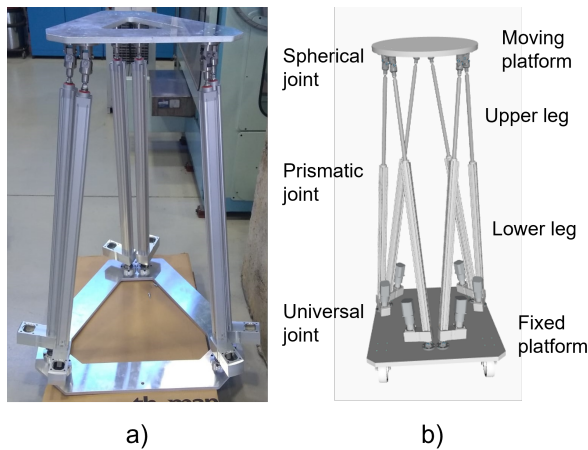 Spherical
joint
Moving
platform
Upper leg
Prismatic
joint
Lower leg
Universal
joint
Fixed
platform
a)
b)